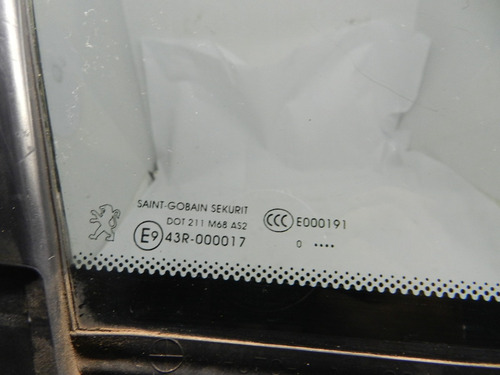 SAINT-GOBAIN SEKURIT
DOT 211 M68 AS2
E9 43R-000017
CCC E000191
0 ....